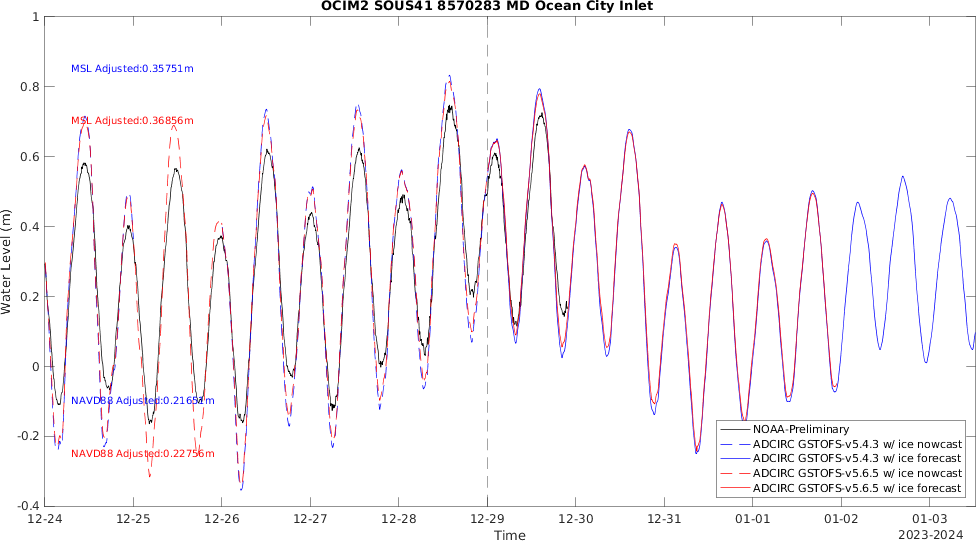 OCIM2 SOUS41 8570283 MD Ocean City Inlet
1
0.8
0.6
0.4
0.2
0
-0.2
-0.4
Water Level (m)
MSL Adjusted:0.35751m
MSL Adjusted:0.36856m
NAVD88 Adjusted:0.21651m
NAVD88 Adjusted:0.22756m
NOAA-Preliminary
ADCIRC GSTOFS-v5.4.3 w/ ice nowcast
ADCIRC GSTOFS-v5.4.3 w/ ice forecast
ADCIRC GSTOFS-v5.6.5 w/ ice nowcast
ADCIRC GSTOFS-v5.6.5 w/ ice forecast
12-24 12-25 12-26 12-27 12-28 12-29 12-30 12-31 01-01 01-02 01-03
Time
2023-2024